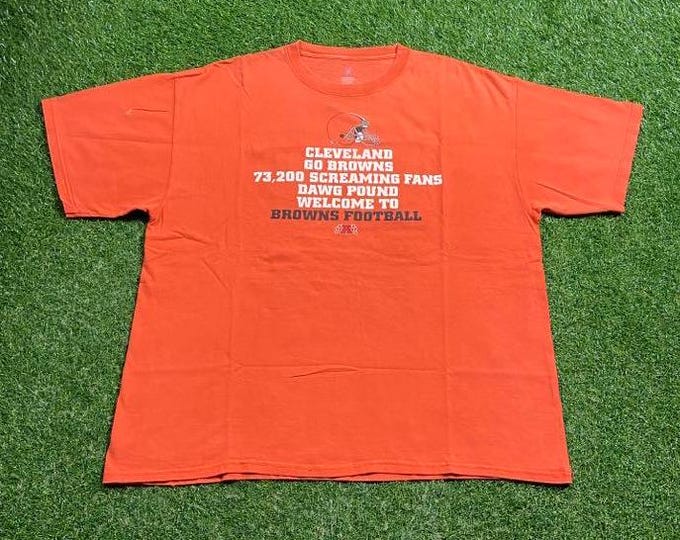 CLEVELAND
GO BROWNS
73,200 SCREAMING FANS
DAWG POUND
WELCOME TO
BROWNS FOOTBALL